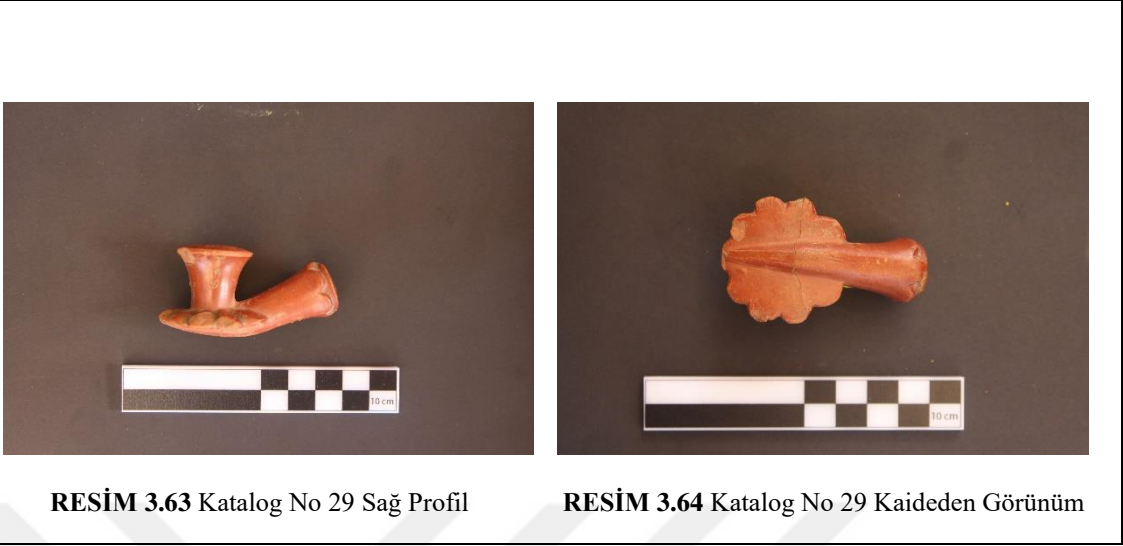 10 cm
10 cm
RESİM 3.63 Katalog No 29 Sağ Profil
RESİM 3.64 Katalog No 29 Kaideden Görünüm